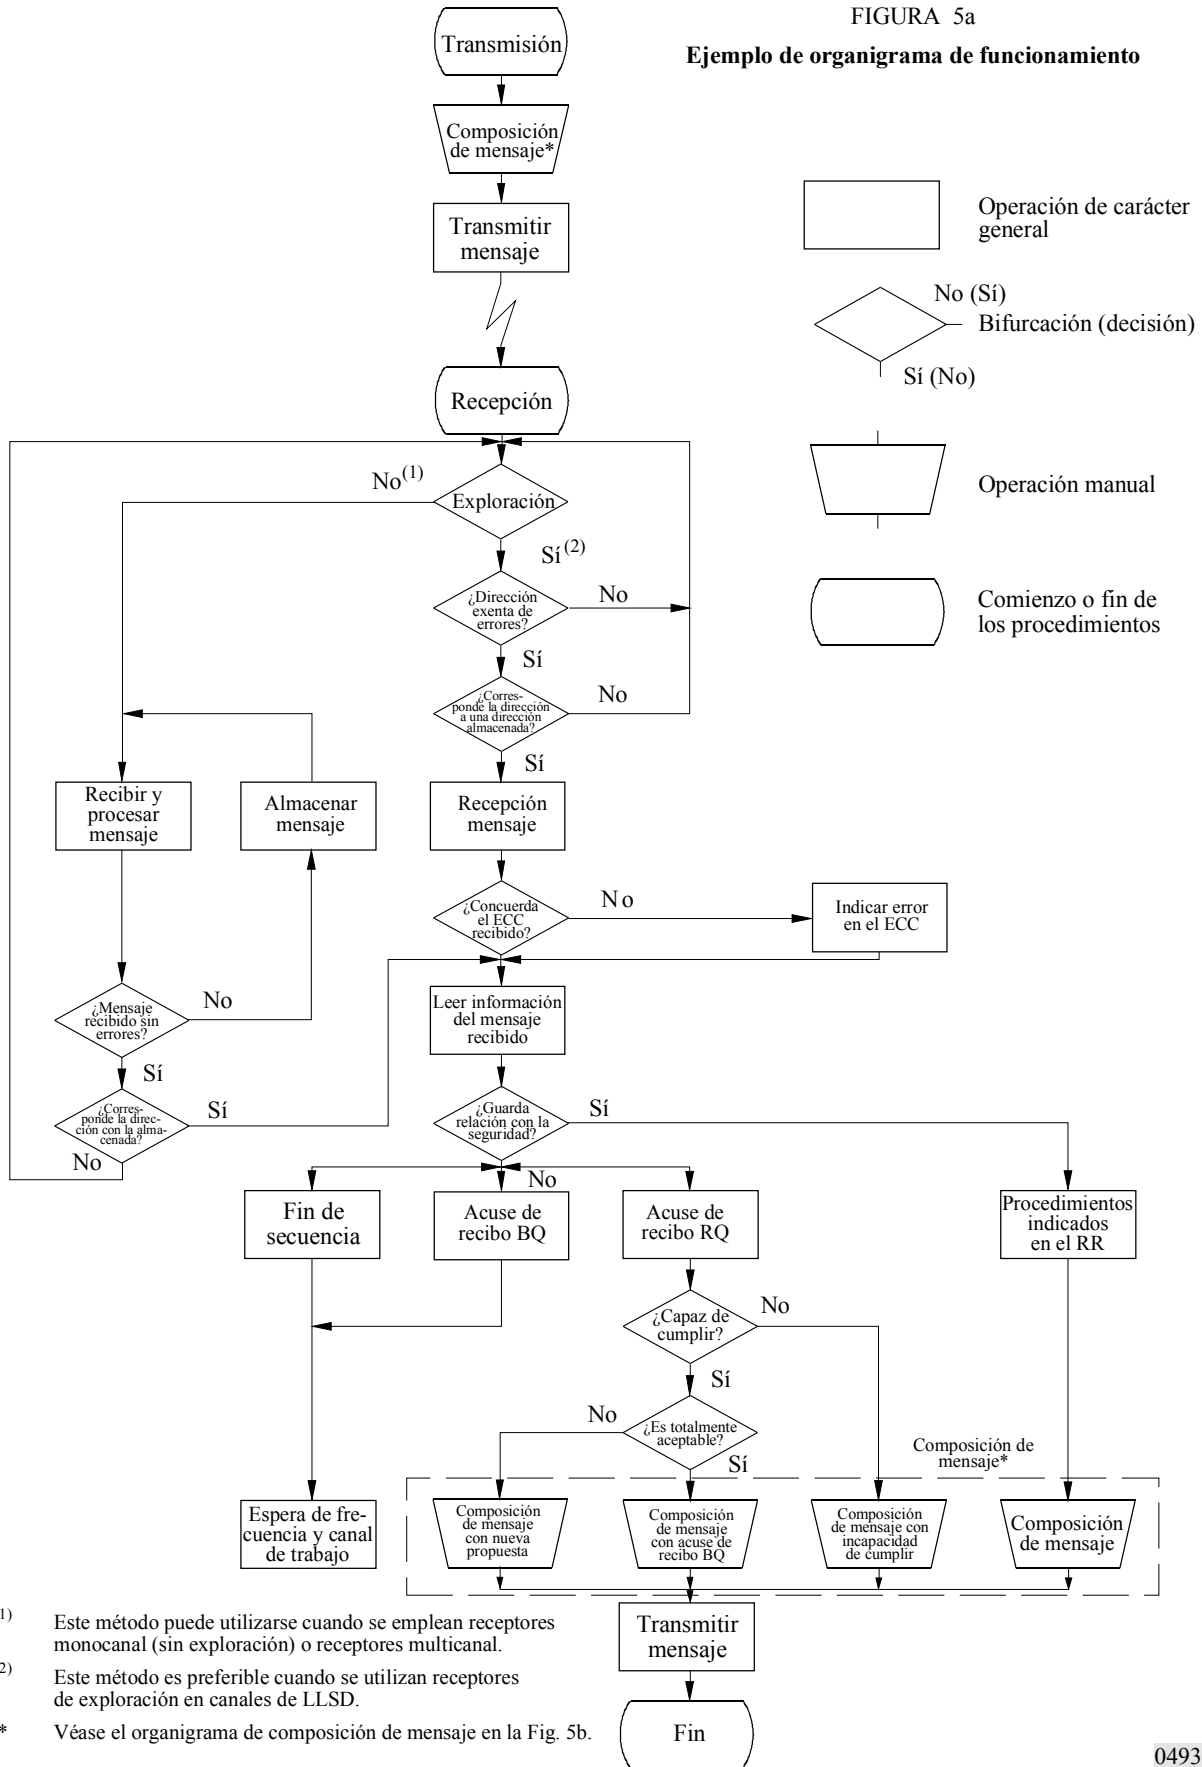 FIGURA 5a
Ejemplo de organigrama de funcionamiento
Transmisión
Composición
de mensaje*
Transmitir
mensaje
Operación de carácter
general
No (Sí)
Bifurcación (decisión)
Sí (No)
Operación manual
Comienzo o fin de
los procedimientos
Recepción
No(1)
Exploración
Sí(2)
¿Dirección
exenta de
errores?
No
Sí
¿Corres-
ponde la dirección
a una dirección
almacenada?
No
Sí
Recibir y
procesar
mensaje
Almacenar
mensaje
Recepción
mensaje
¿Concuerda
el ECC
recibido?
No
Indicar error
en el ECC
¿Mensaje
recibido sin
errores?
No
Sí
Leer información
del mensaje
recibido
¿Corres-
ponde la direc-
ción con la alma-
cenada?
Sí
No
¿Guarda
relación con la
seguridad?
Sí
No
Fin de
secuencia
Acuse de
recibo BQ
Acuse de
recibo RQ
Procedimientos
indicados
en el RR
¿Capaz de
cumplir?
No
Sí
¿Es totalmente
aceptable?
No
Sí
Composición de
mensaje*
Espera de fre-
cuencia y canal
de trabajo
Composición
de mensaje
con nueva
propuesta
Composición
de mensaje
con acuse de
recibo BQ
Composición
de mensaje con
incapacidad
de cumplir
Composición
de mensaje
Transmitir
mensaje
Fin
1) Este método puede utilizarse cuando se emplean receptores
monocanal (sin exploración) o receptores multicanal.
2) Este método es preferible cuando se utilizan receptores
de exploración en canales de LLSD.
* Véase el organigrama de composición de mensaje en la Fig. 5b.
0493